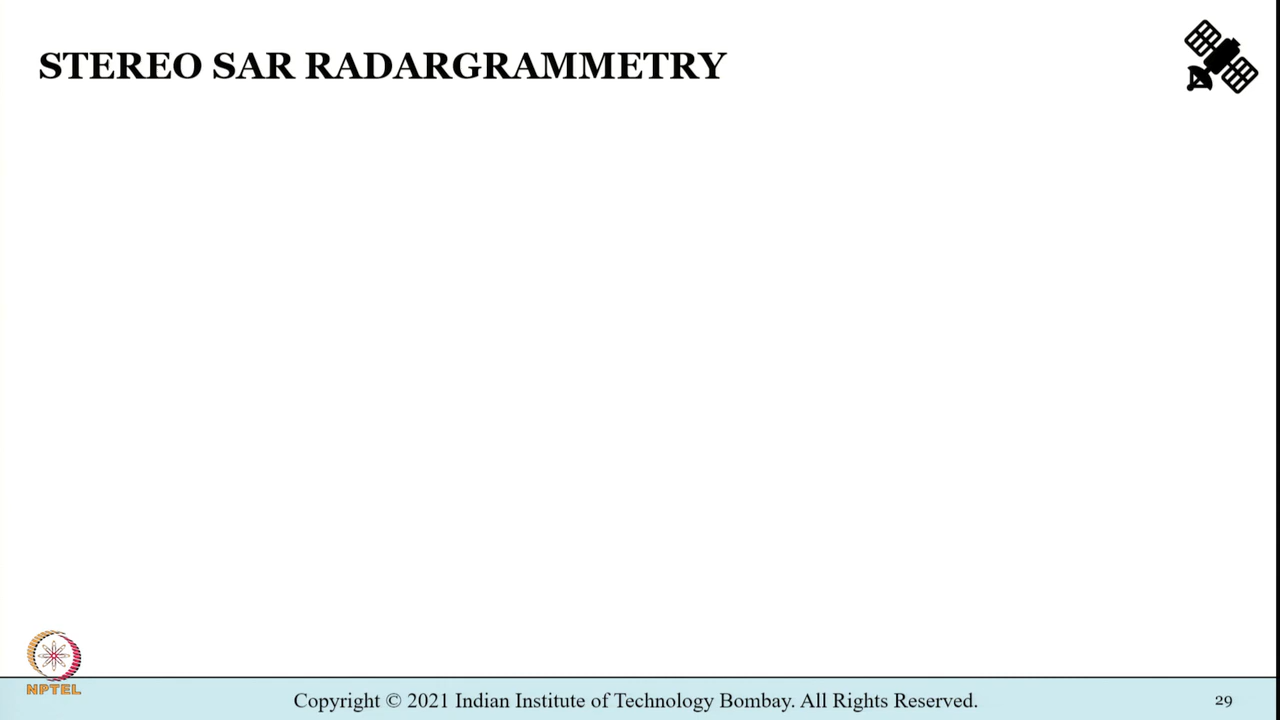 STEREO SAR RADARGRAMMETRY
NPTEL
Copyright © 2021 Indian Institute of Technology Bombay. All Rights Reserved.
29